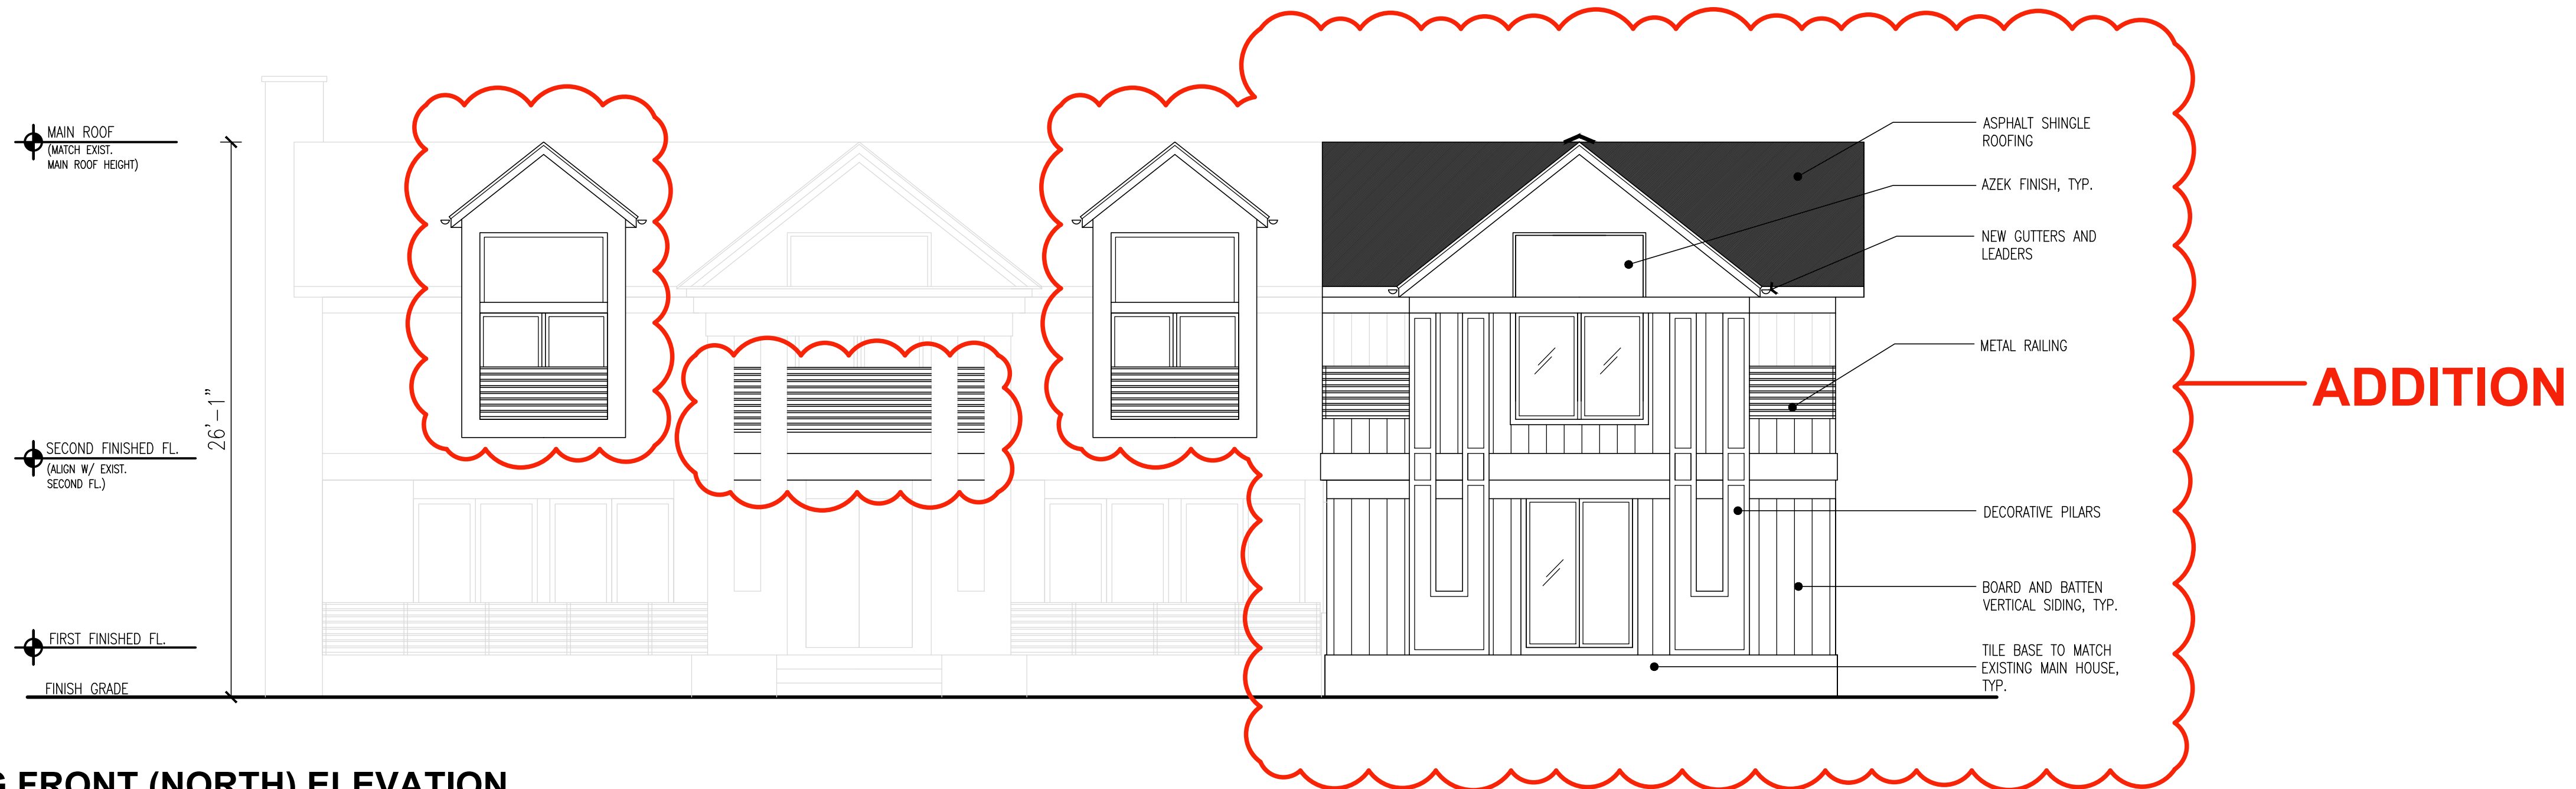 MAIN ROOF
(MATCH EXIST.
MAIN ROOF HEIGHT)
26'-1"
SECOND FINISHED FL.
(ALIGN W/ EXIST.
SECOND FL.)
FIRST FINISHED FL.
FINISH GRADE
ASPHALT SHINGLE
ROOFING
AZEK FINISH, TYP.
NEW GUTTERS AND
LEADERS
METAL RAILING
DECORATIVE PILARS
BOARD AND BATTEN
VERTICAL SIDING, TYP.
TILE BASE TO MATCH
EXISTING MAIN HOUSE,
TYP.
ADDITION
G FRONT (NORTH) ELEVATION